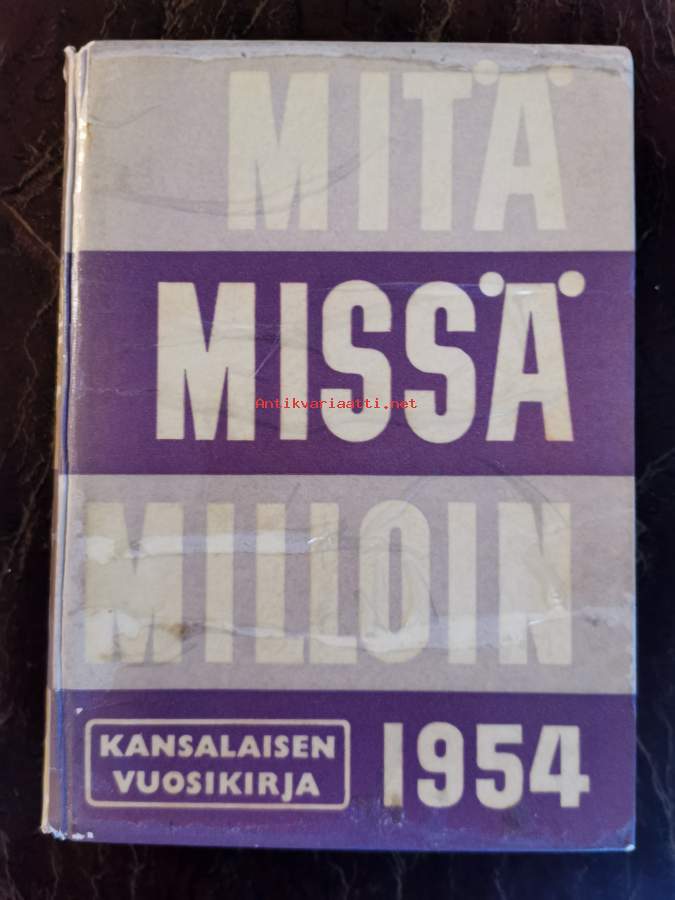 MITÄ
MISSÄ
Antikvariaatti.net
MILLOIN
KANSALAISEN
VUOSIKIRJA
1954